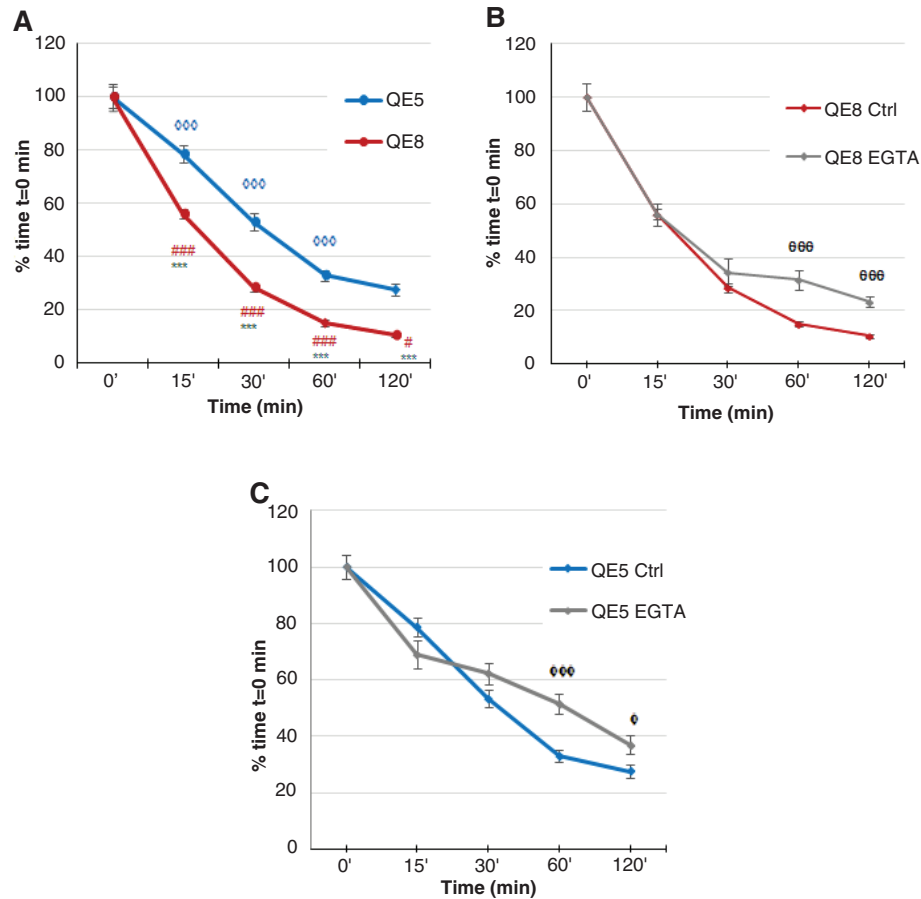 A
120
100
80
60
40
20
0
% time t=0 min
QE5
QE8
◊◊◊
◊◊◊
◊◊◊
###
***
###
***
###
***
#
***
0’ 15' 30' 60' 120'
Time (min)
B
120
100
80
60
40
20
0
% time t=0 min
QE8 Ctrl
QE8 EGTA
0' 15' 30' 60' 120'
Time (min)
C
120
100
80
60
40
20
0
% time t=0 min
QE5 Ctrl
QE5 EGTA
0' 15' 30' 60' 120'
Time (min)